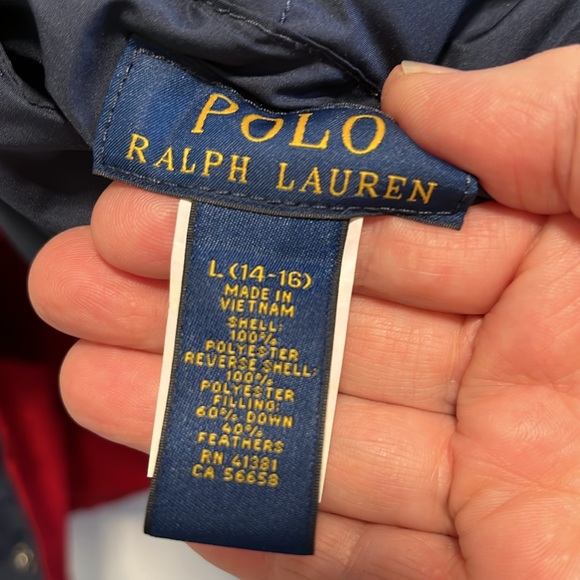 POLO
RALPH LAUREN
L (14-16)
MADE IN
VIETNAM
SHELL:
100%
POLYESTER
REVERSE SHELL:
100%
POLYESTER
FILLING:
60% DOWN
40%
FEATHERS
RN 41381
CA 56658